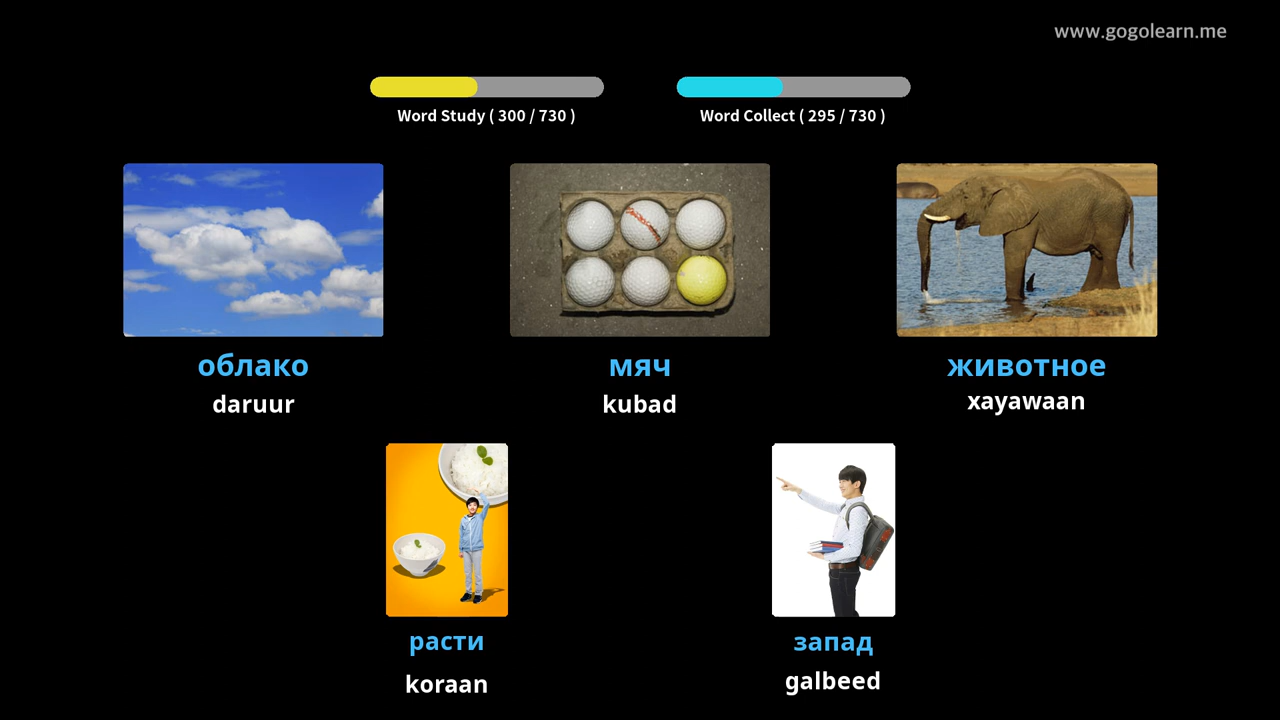 www.gogolearn.me
Word Study ( 300 / 730 )
Word Collect ( 295 / 730 )
облако
daruur
мяч
kubad
животное
xayawaan
расти
koraan
запад
galbeed